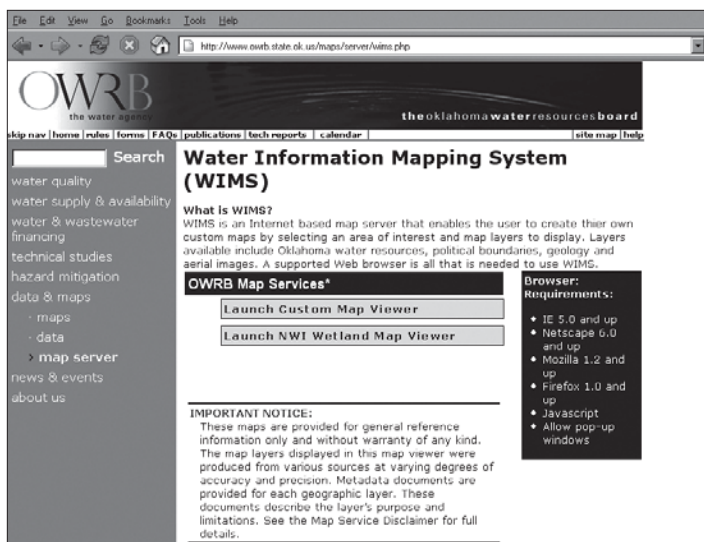 File Edit View Go Bookmarks Tools Help
http://www.owrb.state.ok.us/maps/server/wims.php
OWRB
the water agency
theoklahomawaterresourcesboard
skip nav | home | rules | forms | FAQs | publications | tech reports | calendar |
site map | help
Search
water quality
water supply & availability
water & wastewater
financing
technical studies
hazard mitigation
data & maps
· maps
· data
› map server
news & events
about us
Water Information Mapping System
(WIMS)
What is WIMS?
WIMS is an Internet based map server that enables the user to create thier own
custom maps by selecting an area of interest and map layers to display. Layers
available include Oklahoma water resources, political boundaries, geology and
aerial images. A supported Web browser is all that is needed to use WIMS.
OWRB Map Services*
Launch Custom Map Viewer
Launch NWI Wetland Map Viewer
Browser:
Requirements:
IE 5.0 and up
Netscape 6.0
and up
Mozilla 1.2 and
up
Firefox 1.0 and
up
Javascript
Allow pop-up
windows
IMPORTANT NOTICE:
These maps are provided for general reference
information only and without warranty of any kind.
The map layers displayed in this map viewer were
produced from various sources at varying degrees of
accuracy and precision. Metadata documents are
provided for each geographic layer. These
documents describe the layer's purpose and
limitations. See the Map Service Disclaimer for full
details.